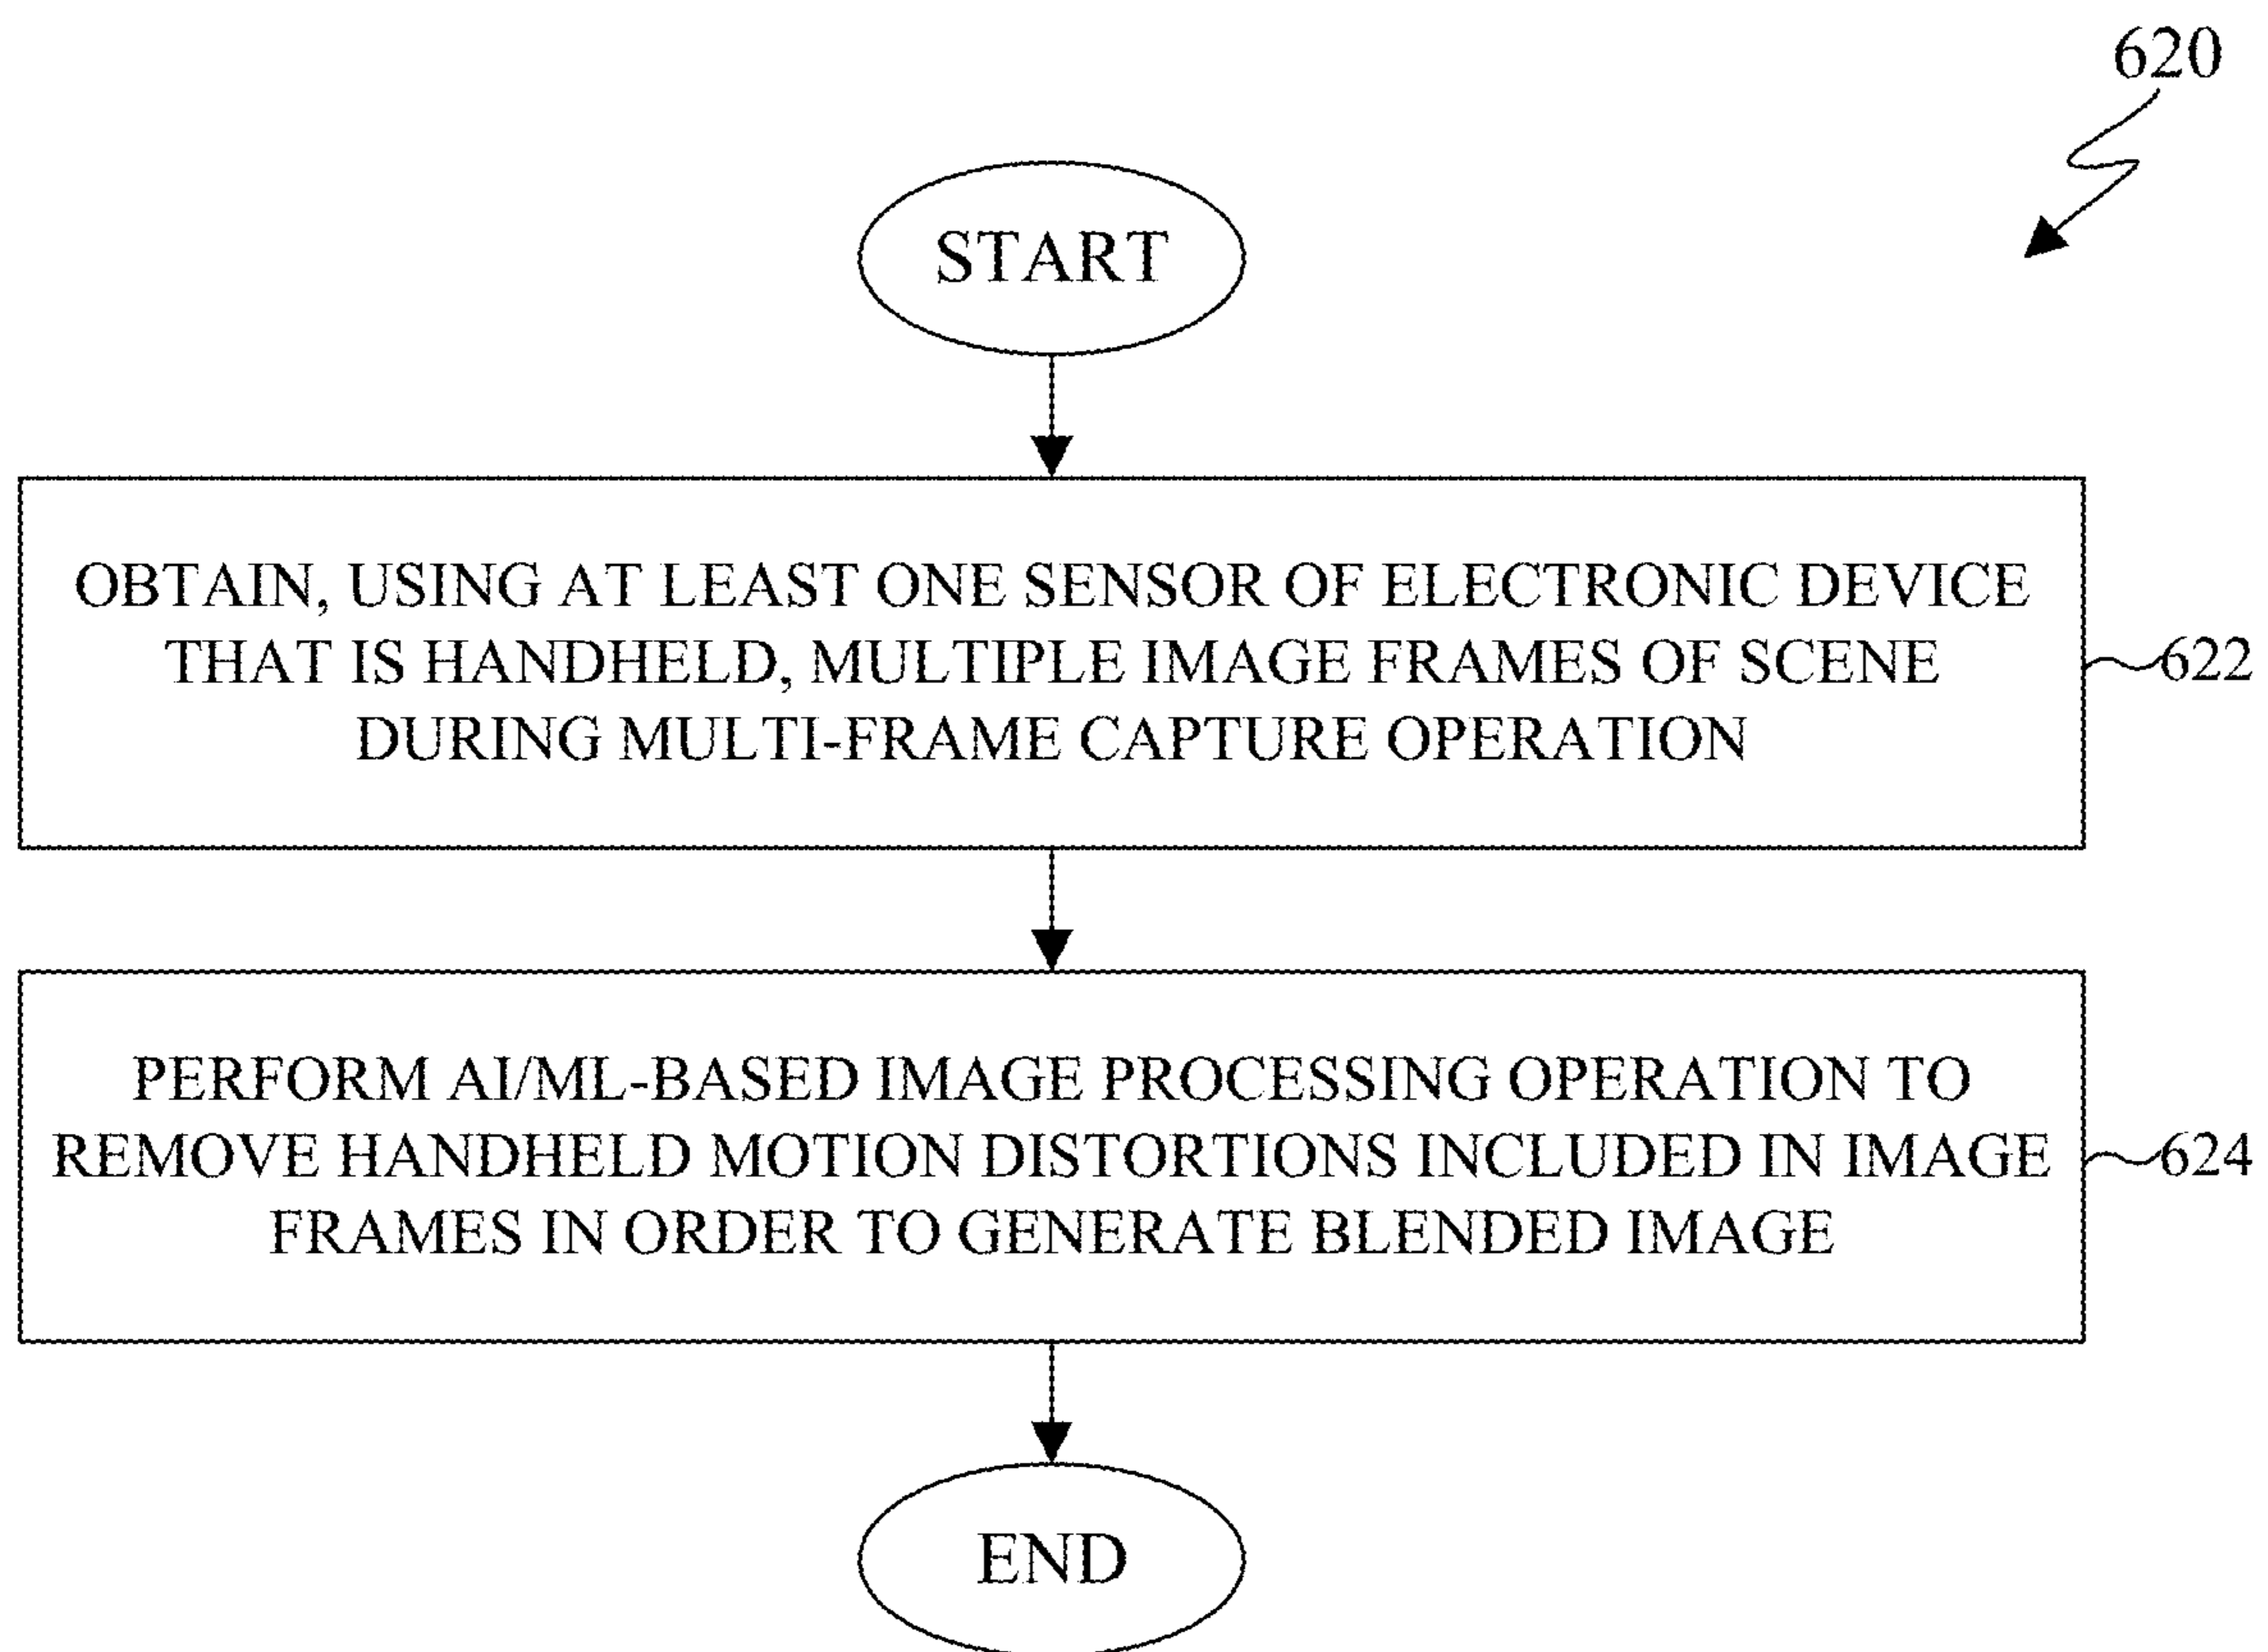 620
START
OBTAIN, USING AT LEAST ONE SENSOR OF ELECTRONIC DEVICE
THAT IS HANDHELD, MULTIPLE IMAGE FRAMES OF SCENE
DURING MULTI-FRAME CAPTURE OPERATION
622
PERFORM AI/ML-BASED IMAGE PROCESSING OPERATION TO
REMOVE HANDHELD MOTION DISTORTIONS INCLUDED IN IMAGE
FRAMES IN ORDER TO GENERATE BLENDED IMAGE
624
END